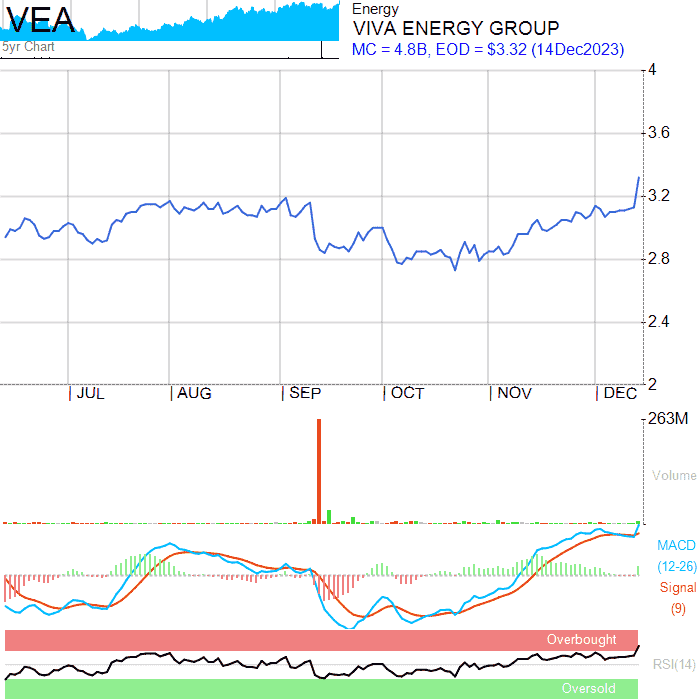 VEA
5yr Chart
Energy
VIVA ENERGY GROUP
MC = 4.8B, EOD = $3.32 (14Dec2023)
4
3.6
3.2
2.8
2.4
2
JUL
AUG
SEP
OCT
NOV
DEC
263M
Volume
MACD
(12-26)
Signal
(9)
Overbought
RSI(14)
Oversold